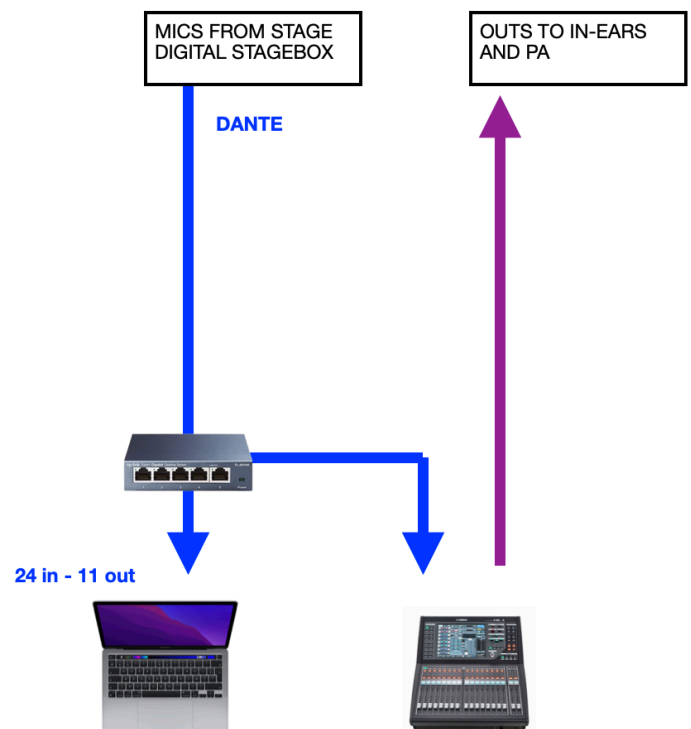 MICS FROM STAGE
DIGITAL STAGEBOX
OUTS TO IN-EARS
AND PA
DANTE
24 in - 11 out